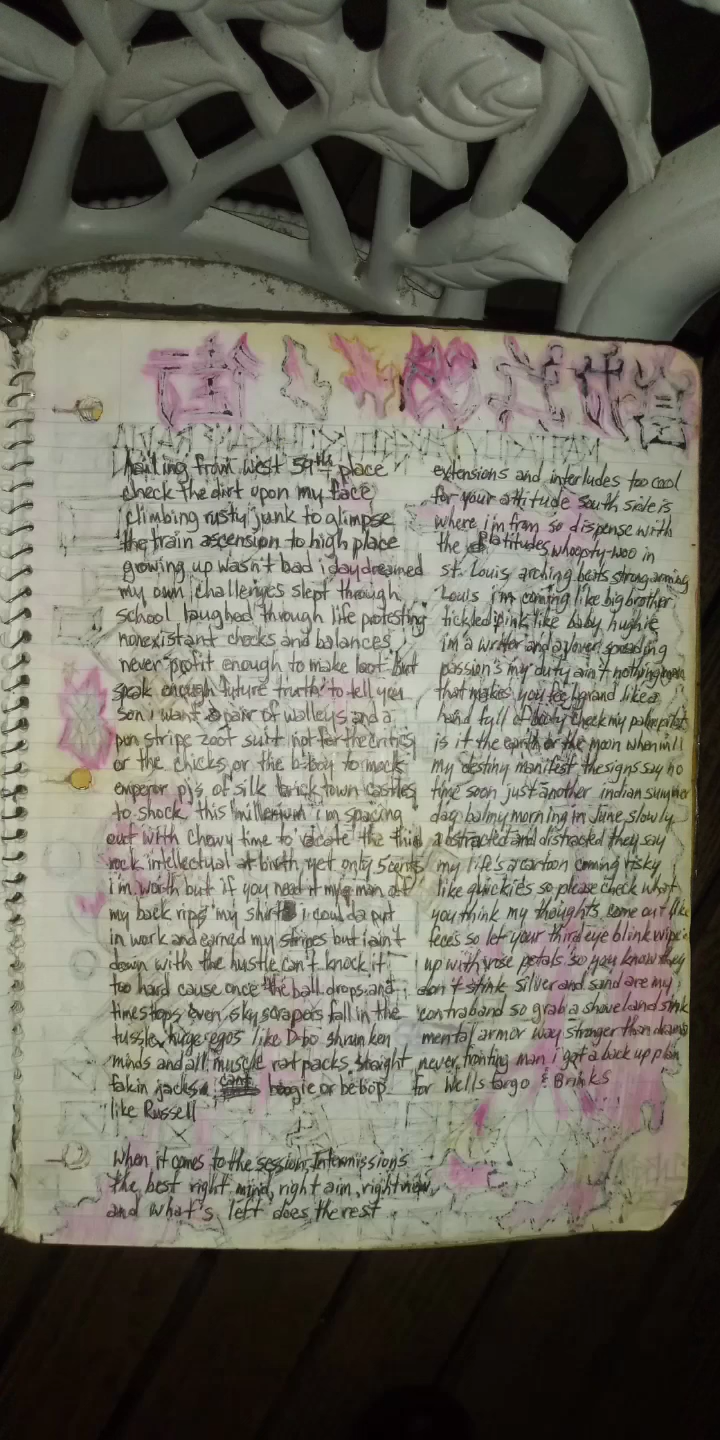 hailing from west 59th place
check the dirt upon my face
climbing rusty junk to glimpse
the train ascension to high place
growing up wasn't bad i daydreamed
my own challenges slept through
school laughed through life protesting
nonexistant checks and balances
never profit enough to make loot but
speak enough future truth to tell you
son i want a pair of walleys and a
pen stripe zoot suit not for the critics
or the chicks or the b-boy to mock
emperor pj's of silk brick town castles
to shock this millenium i'm spacing
out with chewy time to vacate the third
rock intellectual at birth yet only 5 cents
i'm worth but if you need it my man off
my back rips my shirt i coulda put
in work and earned my stripes but i ain't
down with the hustle can't knock it
too hard cause once the ball drops and
time stops even sky scrapers fall in the
tussle, huge egos like D-bo shrunken
minds and all muscle rat packs straight
fakin jacks cant boogie or be bop
like Russell
When it comes to the session, Intermissions
the best right mind, right aim, right view
and what's left does the rest
extensions and interludes too cool
for your attitude South side is
where i'm from so dispense with
the platitudes whoopty-woo in
st. Louis, arching beats strong arming
Louis i'm coming like big brother
tickled pink like baby hughie
i'm a writer and a lover spreading
passion's my duty ain't nothing more
that makes you feel grand like a
hand full of booty check my palm pilot
is it the earth or the moon when will
my destiny manifest the signs say no
time soon just another indian summer
day balmy morning in June slowly
abstracted and distracted they say
my life's a cartoon coming risky
like quickies so please check what
you think my thoughts come out like
feces so let your third eye blink wipe
up with rose petals so you know they
don't stink silver and sand are my
contraband so grab a shovel and sink
mental armor way stronger than drama
never fronting man i got a back up plan
for Wells Fargo & Brinks